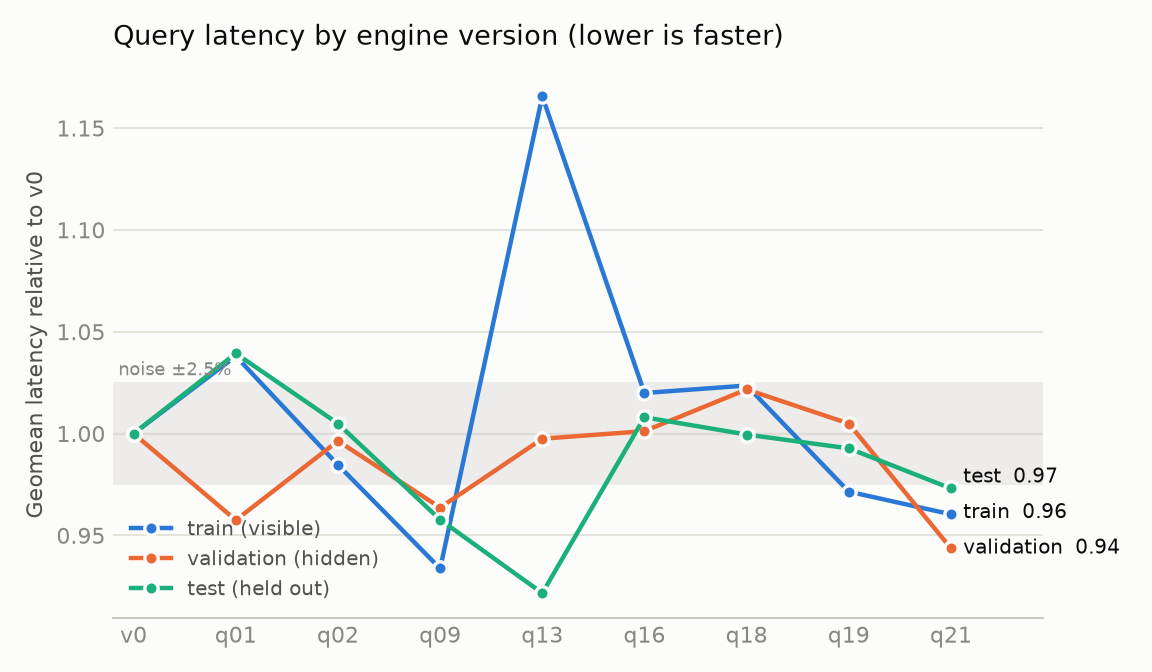 Query latency by engine version (lower is faster)
Geomean latency relative to v0
1.15
1.10
1.05
1.00
0.95
noise ±2.5%
test 0.97
train 0.96
validation 0.94
train (visible)
validation (hidden)
test (held out)
v0 q01 q02 q09 q13 q16 q18 q19 q21